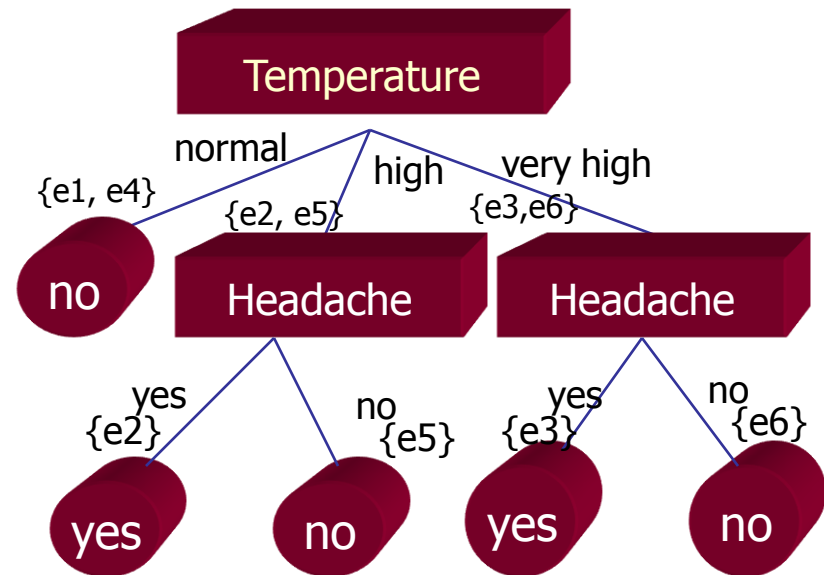 Temperature
normal
high
very high
{e1, e4}
{e2, e5}
{e3,e6}
no
Headache
Headache
yes
no
yes
no
{e2}
{e5}
{e3}
{e6}
yes
no
yes
no